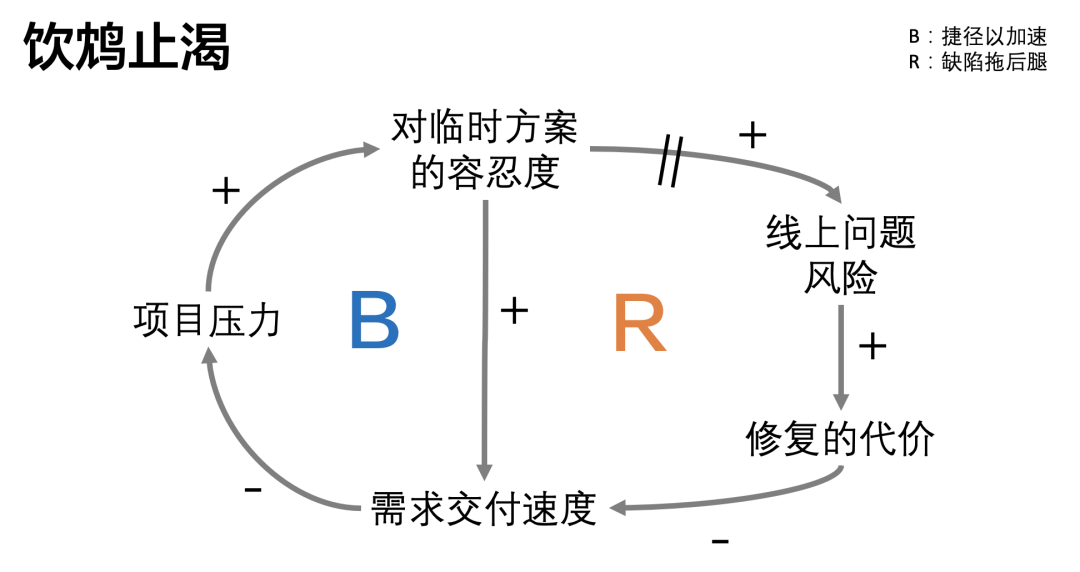 饮鸩止渴
B：捷径以加速
R：缺陷拖后腿
对临时方案
的容忍度
+
+
线上问题
风险
项目压力
B
+
R
+
修复的代价
-
需求交付速度
-